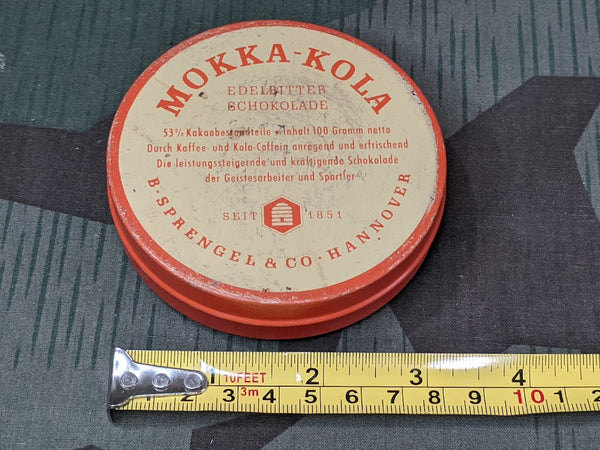 MOKKA-KOLA
EDELBITTER
SCHOKOLADE
53% Kakaobestandteile · Inhalt 100 Gramm netto
Durch Kaffee- und Kola-Coffein anregend und erfrischend
Die leistungssteigernde und kräftigende Schokolade
der Geistesarbeiter und Sportler
SEIT 1851
B·SPRENGEL & CO·HANNOVER
1 10FEET 2 3 4
1 2 3m 3 4 5 6 7 8 9 10 11 2